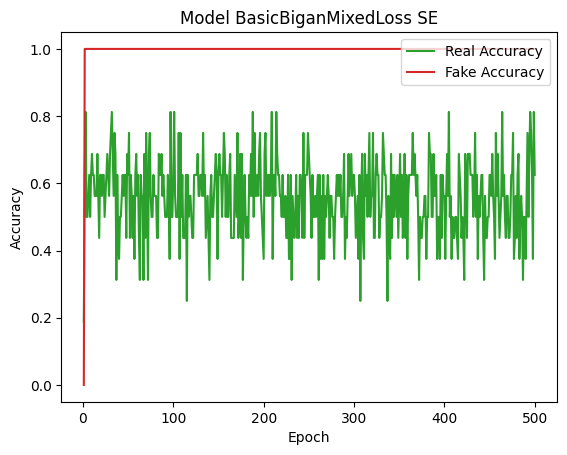 Model BasicBiganMixedLoss SE
Real Accuracy
Fake Accuracy
Accuracy
1.0
0.8
0.6
0.4
0.2
0.0
0 100 200 300 400 500
Epoch